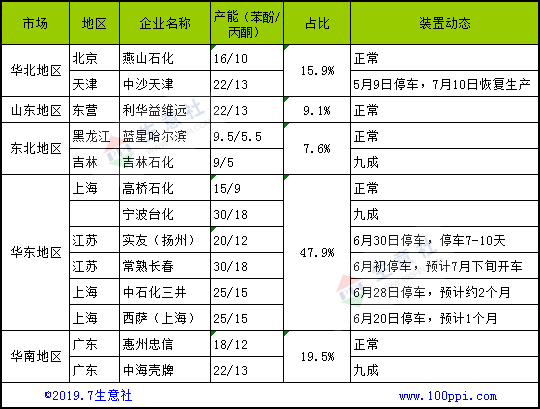 市场 地区 企业名称 产能（苯酚/丙酮） 占比 装置动态
华北地区 北京 燕山石化 16/10 15.9% 正常
天津 中沙天津 22/13 5月9日停车，7月10日恢复生产
山东地区 东营 利华益维远 22/13 9.1% 正常
东北地区 黑龙江 蓝星哈尔滨 9.5/5.5 7.6% 正常
吉林 吉林石化 9/5 九成
华东地区 上海 高桥石化 15/9 47.9% 正常
宁波台化 30/18 九成
江苏 实友（扬州） 20/12 6月30日停车，停车7-10天
江苏 常熟长春 30/18 6月初停车，预计7月下旬开车
上海 中石化三井 25/15 6月28日停车，预计约2个月
上海 西萨（上海） 25/15 6月20日停车，预计1个月
华南地区 广东 惠州忠信 18/12 19.5% 正常
广东 中海壳牌 22/13 九成
©2019.7生意社 www.100ppi.com
生意社
生意社